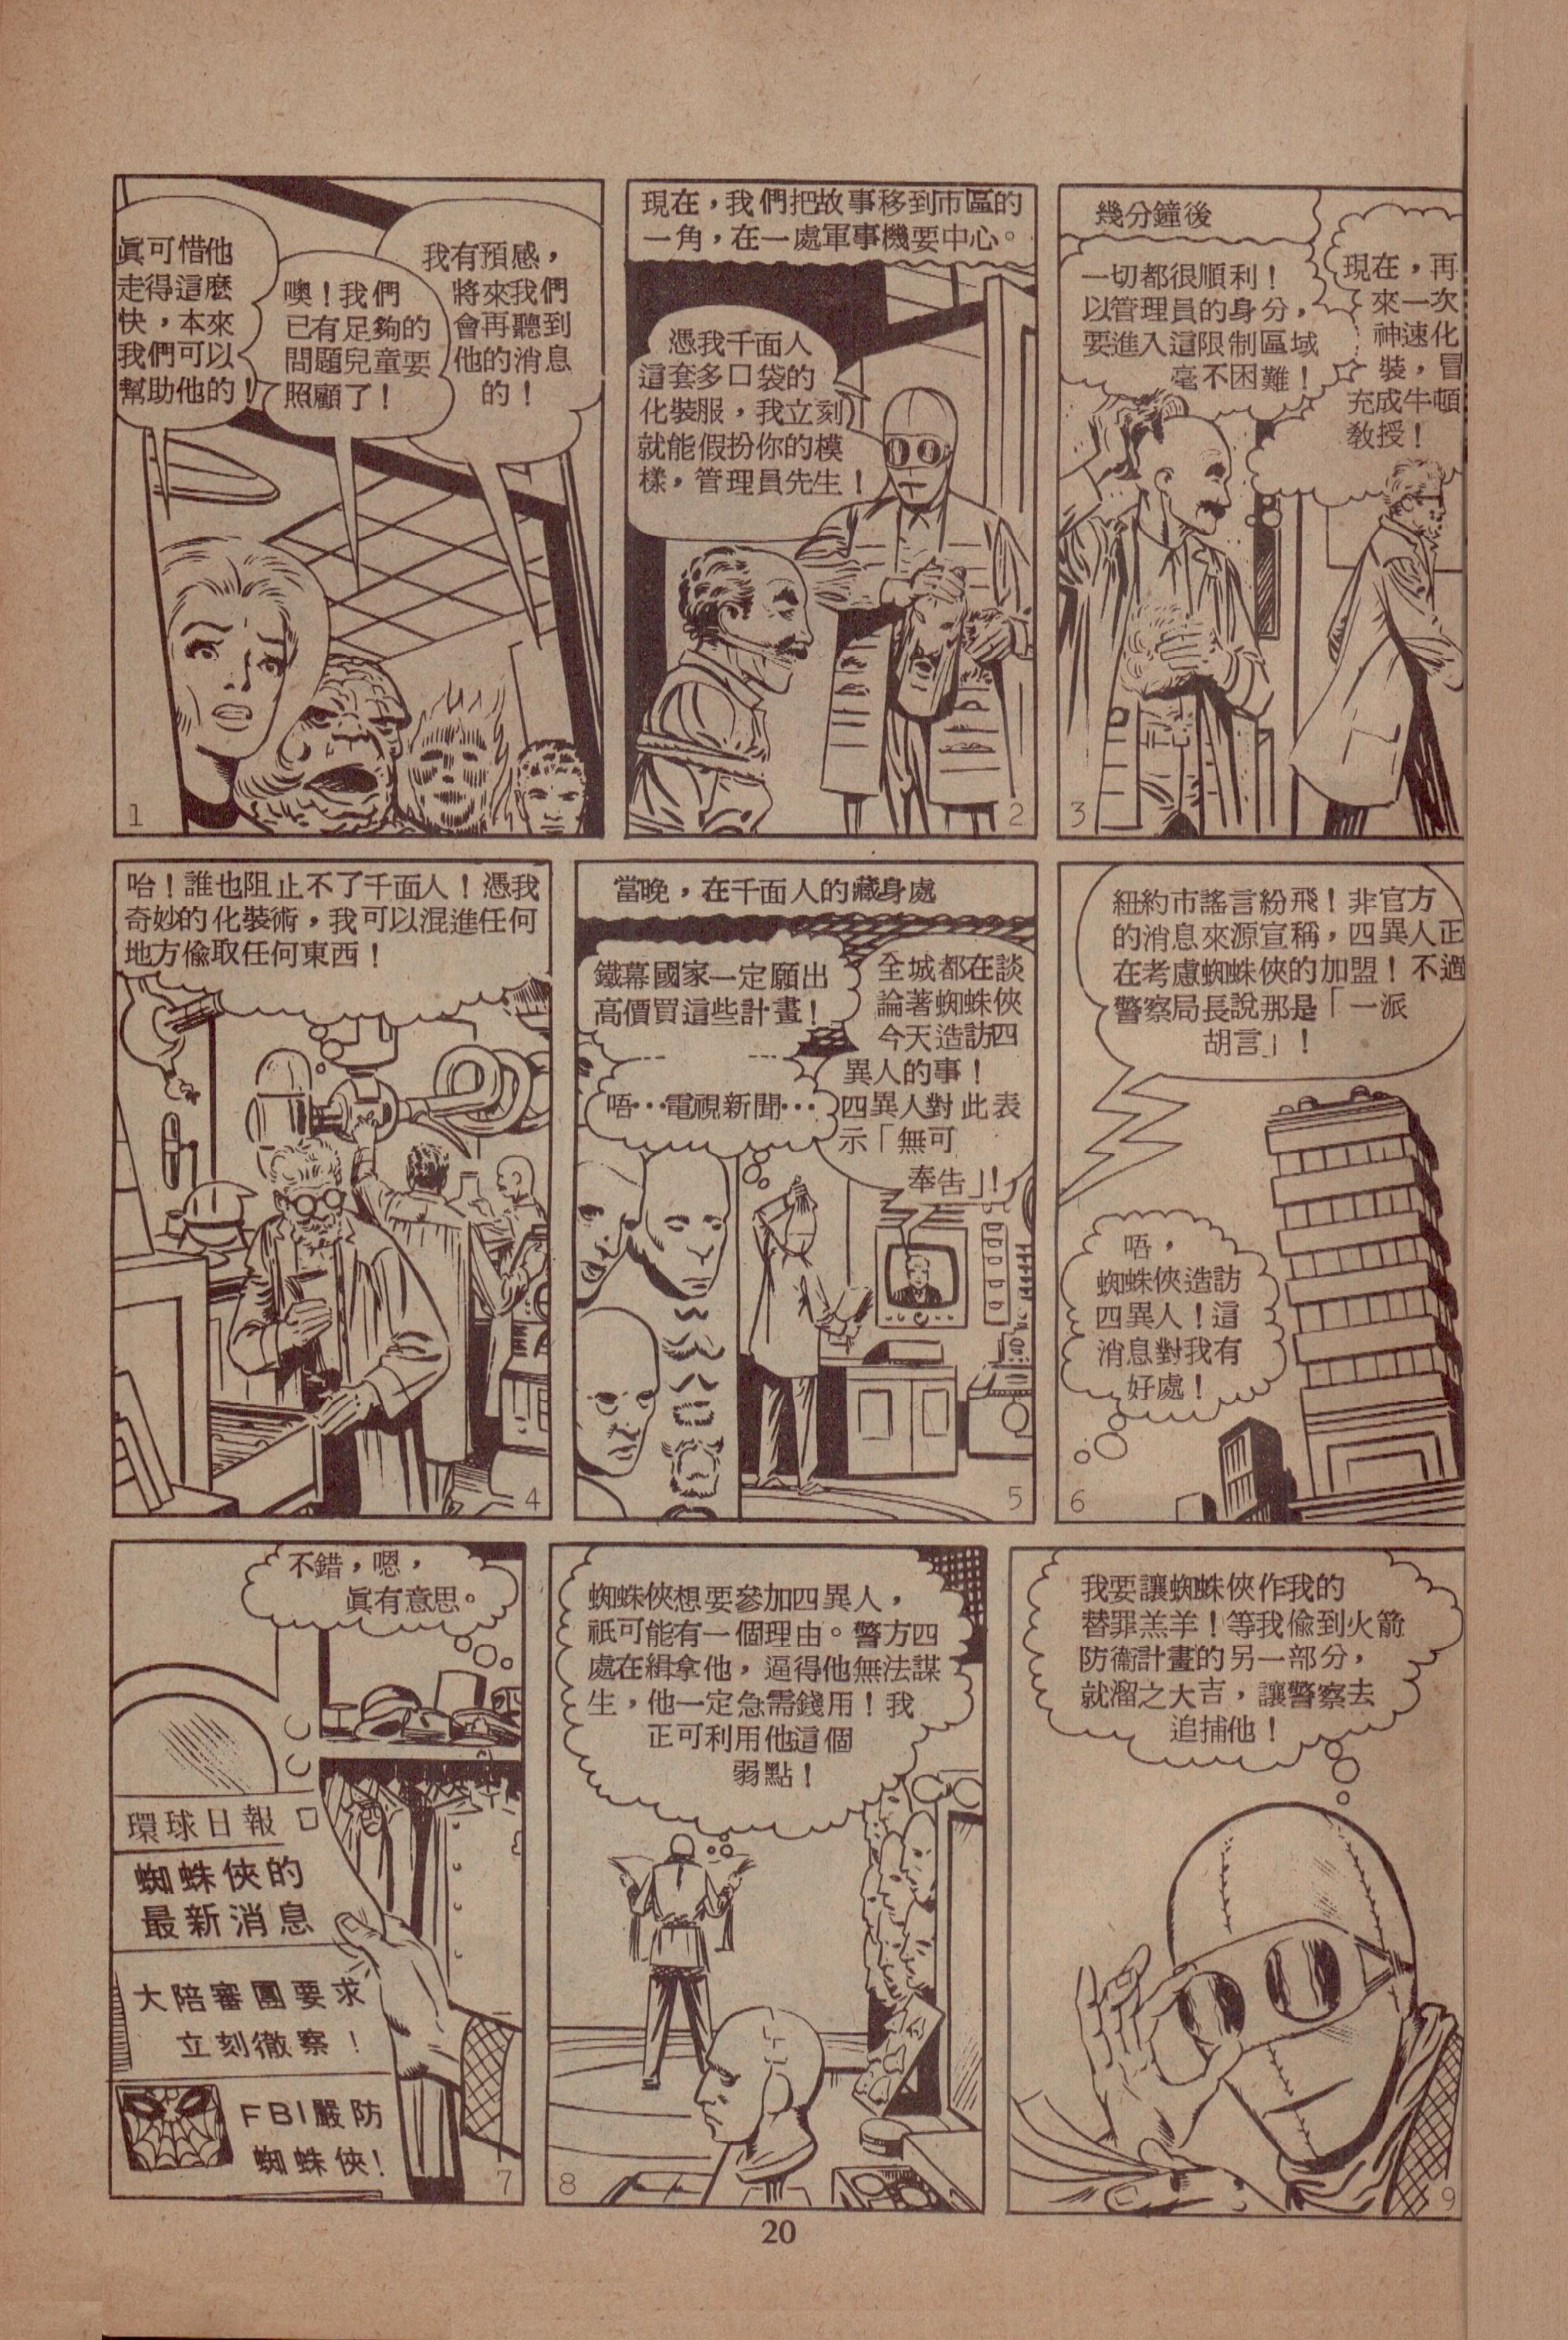 眞可惜他
走得這麽
快，本來
我們可以
幫助他的！
噢！我們
已有足夠的
問題兒童要
照顧了！
我有預感，
將來我們
會再聽到
他的消息
的！
1
現在，我們把故事移到市區的
一角，在一處軍事機要中心。
憑我千面人
這套多口袋的
化裝服，我立刻
就能假扮你的模
樣，管理員先生！
2
幾分鐘後
一切都很順利！
以管理員的身分，
要進入這限制區域
毫不困難！
現在，再
來一次
神速化
裝，冒
充成牛頓
敎授！
3
哈！誰也阻止不了千面人！憑我
奇妙的化裝術，我可以混進任何
地方偸取任何東西！
4
當晚，在千面人的藏身處
鐵幕國家一定願出
高價買這些計畫！
唔…電視新聞…
全城都在談
論著蜘蛛俠
今天造訪四
異人的事！
四異人對此表
示「無可
奉告」！
5
紐約市謠言紛飛！非官方
的消息來源宣稱，四異人正
在考慮蜘蛛俠的加盟！不過
警察局長說那是「一派
胡言」！
唔，
蜘蛛俠造訪
四異人！這
消息對我有
好處！
6
不錯，嗯，
眞有意思。
環球日報
蜘蛛俠的
最新消息
大陪審團要求
立刻徹察！
FBI嚴防
蜘蛛俠！
7
蜘蛛俠想要參加四異人，
祇可能有一個理由。警方四
處在緝拿他，逼得他無法謀
生，他一定急需錢用！我
正可利用他這個
弱點！
8
我要讓蜘蛛俠作我的
替罪羔羊！等我偸到火箭
防衞計畫的另一部分，
就溜之大吉，讓警察去
追捕他！
9
20